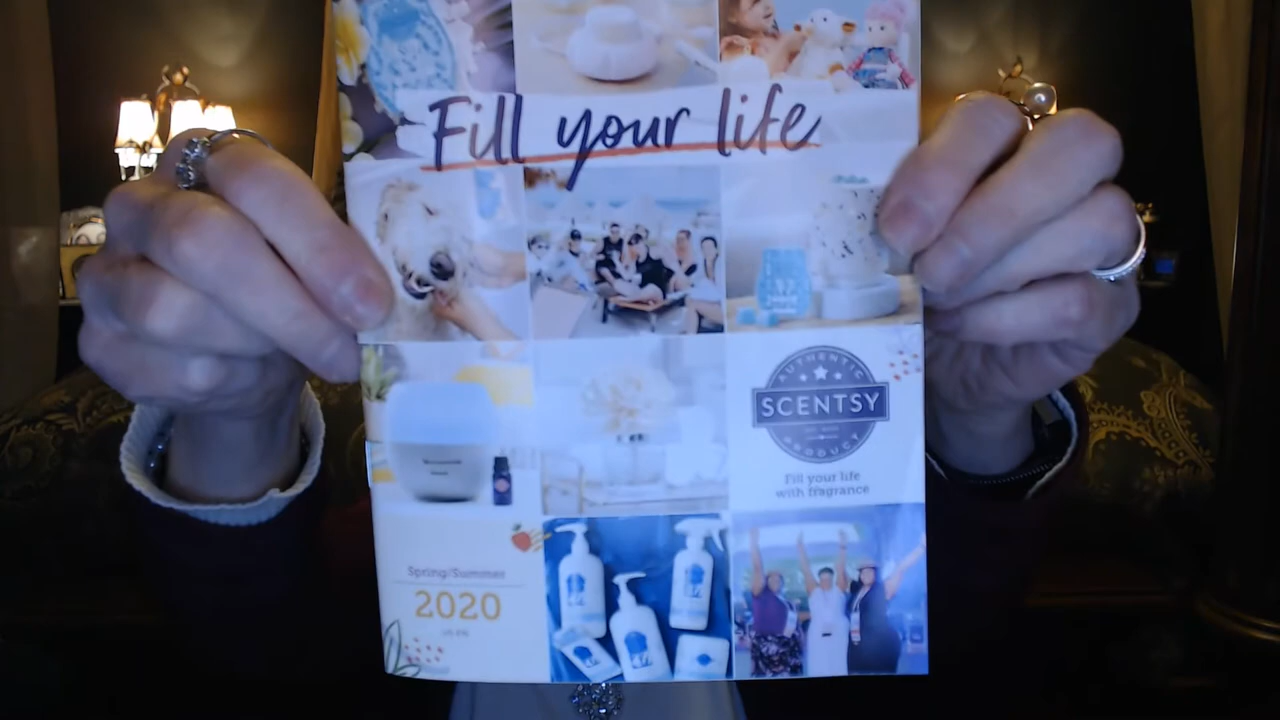 Fill your life
AUTHENTIC
SCENTSY
PRODUCT
Fill your life
with fragrance
Spring/Summer
2020